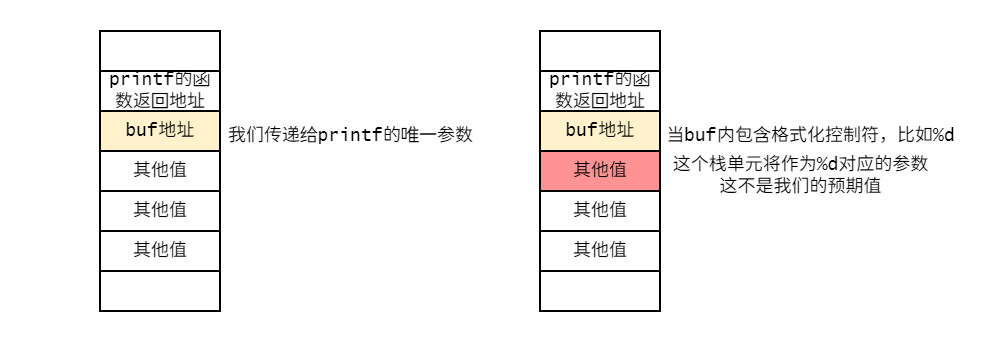 printf的函
数返回地址
buf地址
我们传递给printf的唯一参数
其他值
其他值
其他值
printf的函
数返回地址
buf地址
当buf内包含格式化控制符，比如%d
其他值
这个栈单元将作为%d对应的参数
这不是我们的预期值
其他值
其他值